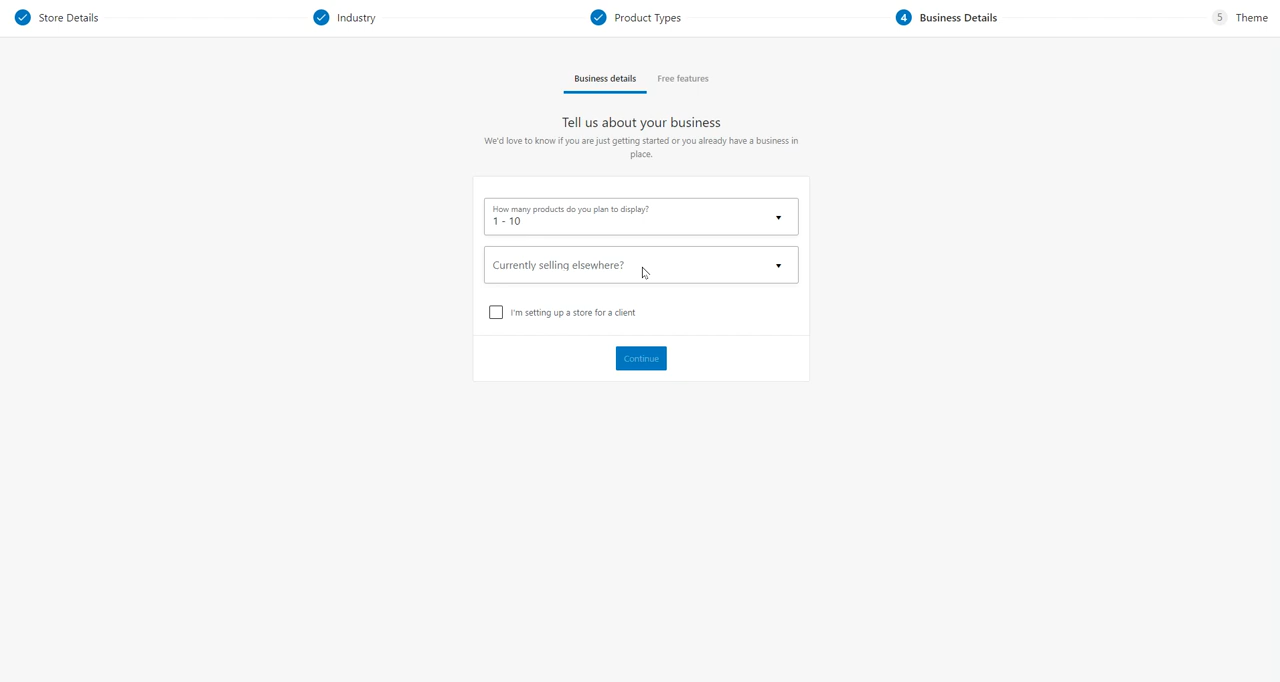 Store Details
Industry
Product Types
4 Business Details
5 Theme
Business details
Free features
Tell us about your business
We'd love to know if you are just getting started or you already have a business in
place.
How many products do you plan to display?
1 - 10
Currently selling elsewhere?
I'm setting up a store for a client
Continue